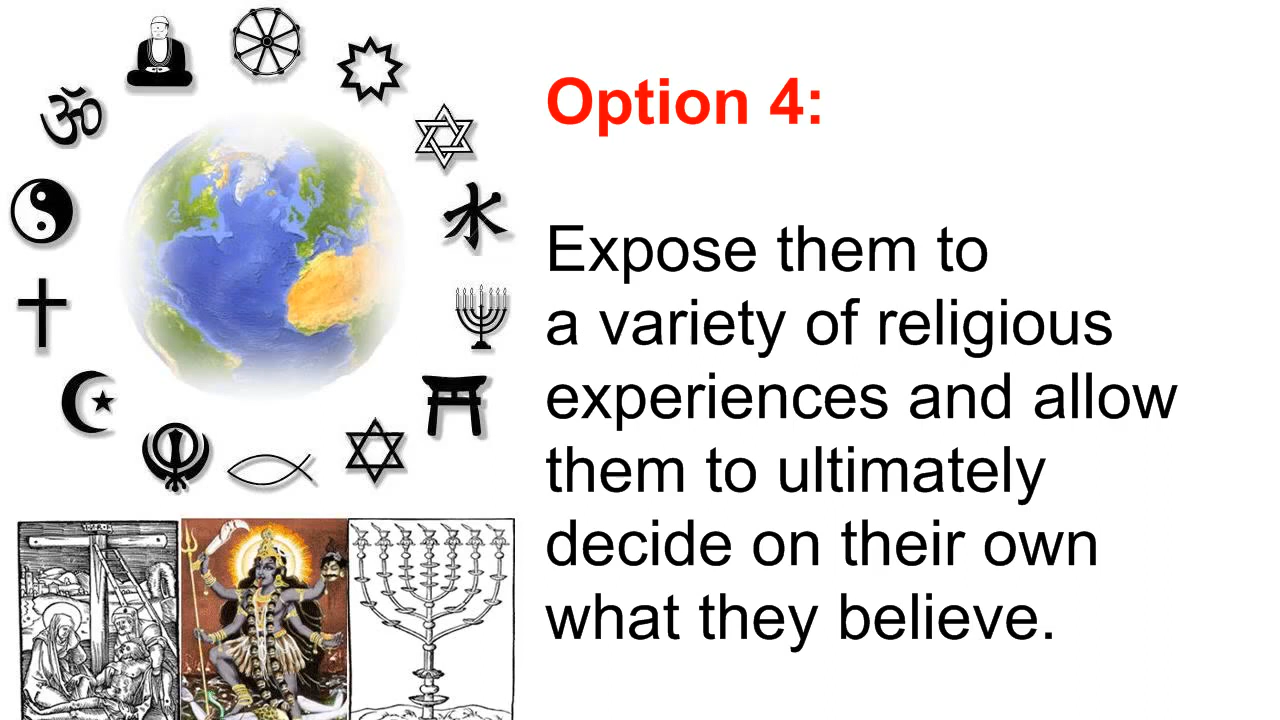 Option 4:
Expose them to
a variety of religious
experiences and allow
them to ultimately
decide on their own
what they believe.
ॐ
水